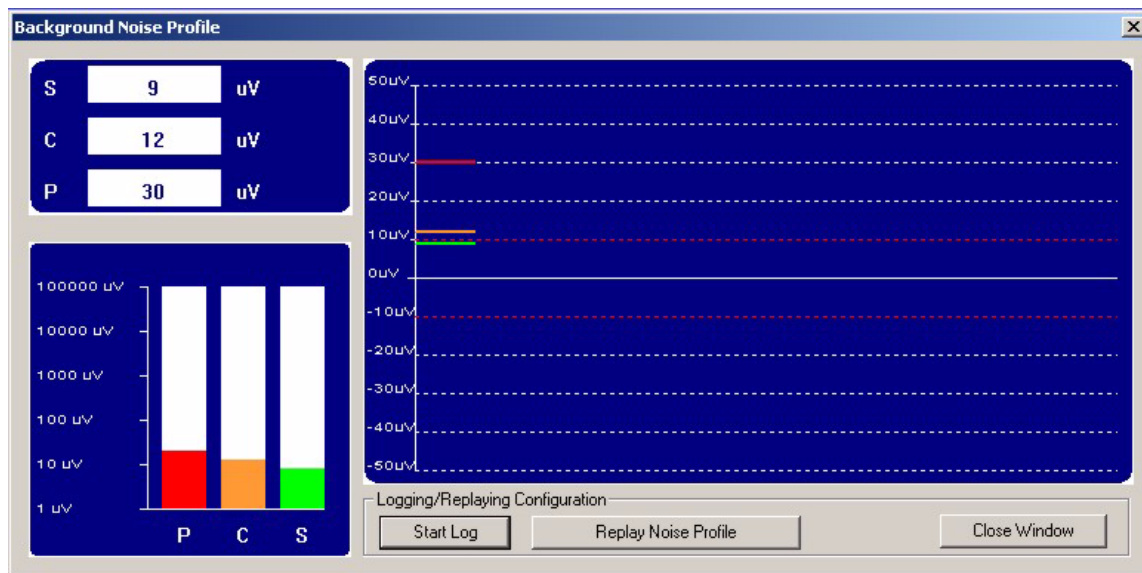 Background Noise Profile
S 9 uV
C 12 uV
P 30 uV
100000 uV
10000 uV
1000 uV
100 uV
10 uV
1 uV
P C S
50uV
40uV
30uV
20uV
10uV
0uV
-10uV
-20uV
-30uV
-40uV
-50uV
Logging/Replaying Configuration
Start Log Replay Noise Profile Close Window